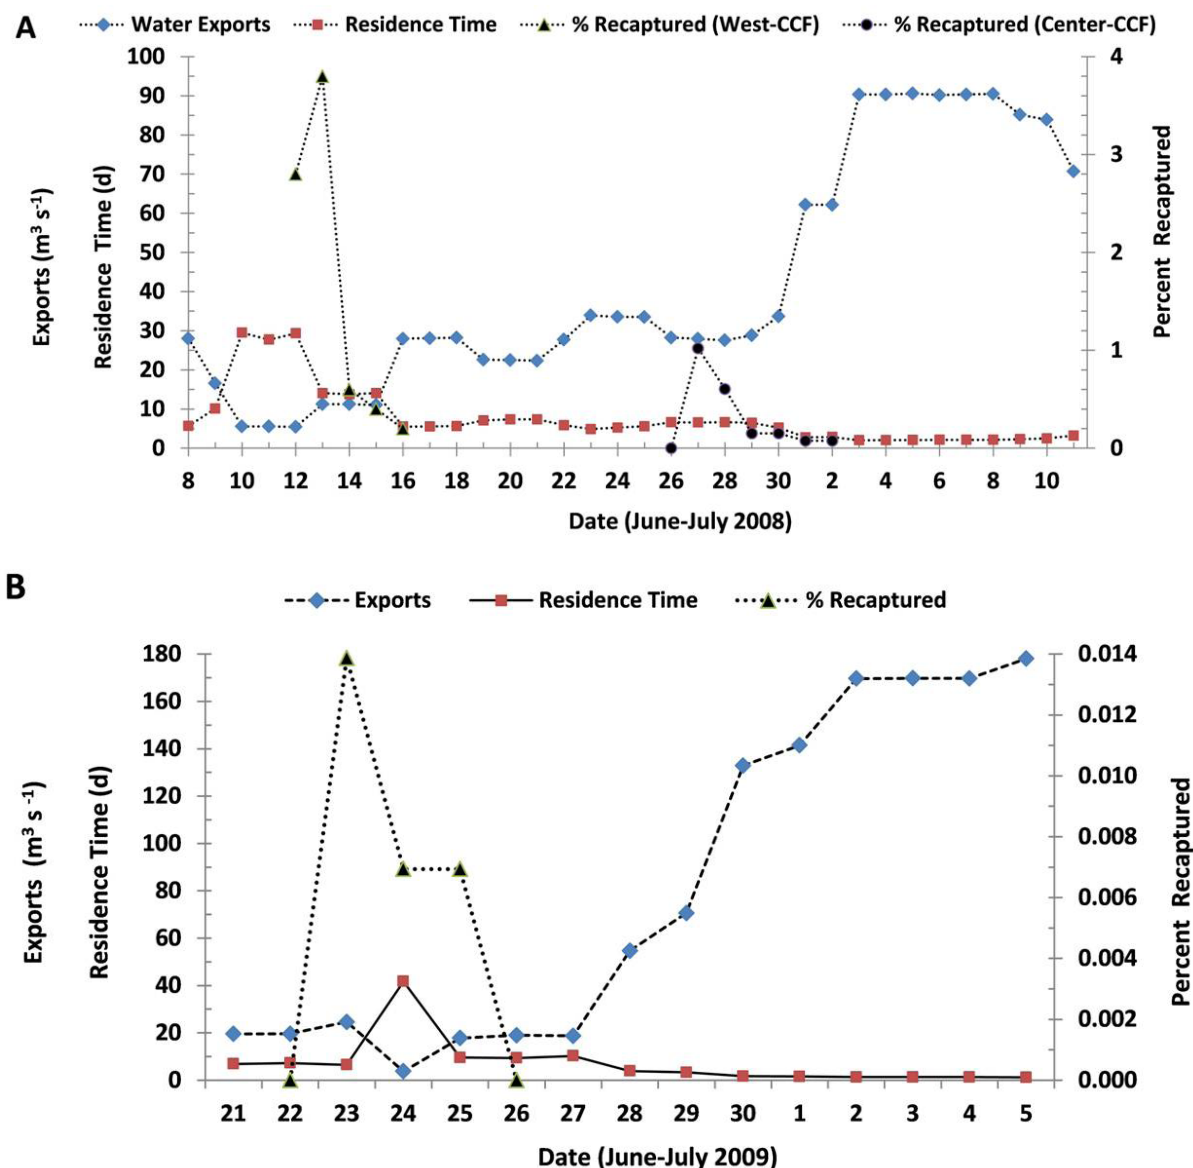 A
Water Exports Residence Time % Recaptured (West-CCF) % Recaptured (Center-CCF)
100
90
80
70
60
50
40
30
20
10
0
Exports (m³ s⁻¹)
Residence Time (d)
4
3
2
1
0
Percent Recaptured
8 10 12 14 16 18 20 22 24 26 28 30 2 4 6 8 10
Date (June-July 2008)
B
Exports Residence Time % Recaptured
180
160
140
120
100
80
60
40
20
0
Exports (m³ s ⁻¹)
Residence Time (d)
0.014
0.012
0.010
0.008
0.006
0.004
0.002
0.000
Percent Recaptured
21 22 23 24 25 26 27 28 29 30 1 2 3 4 5
Date (June-July 2009)